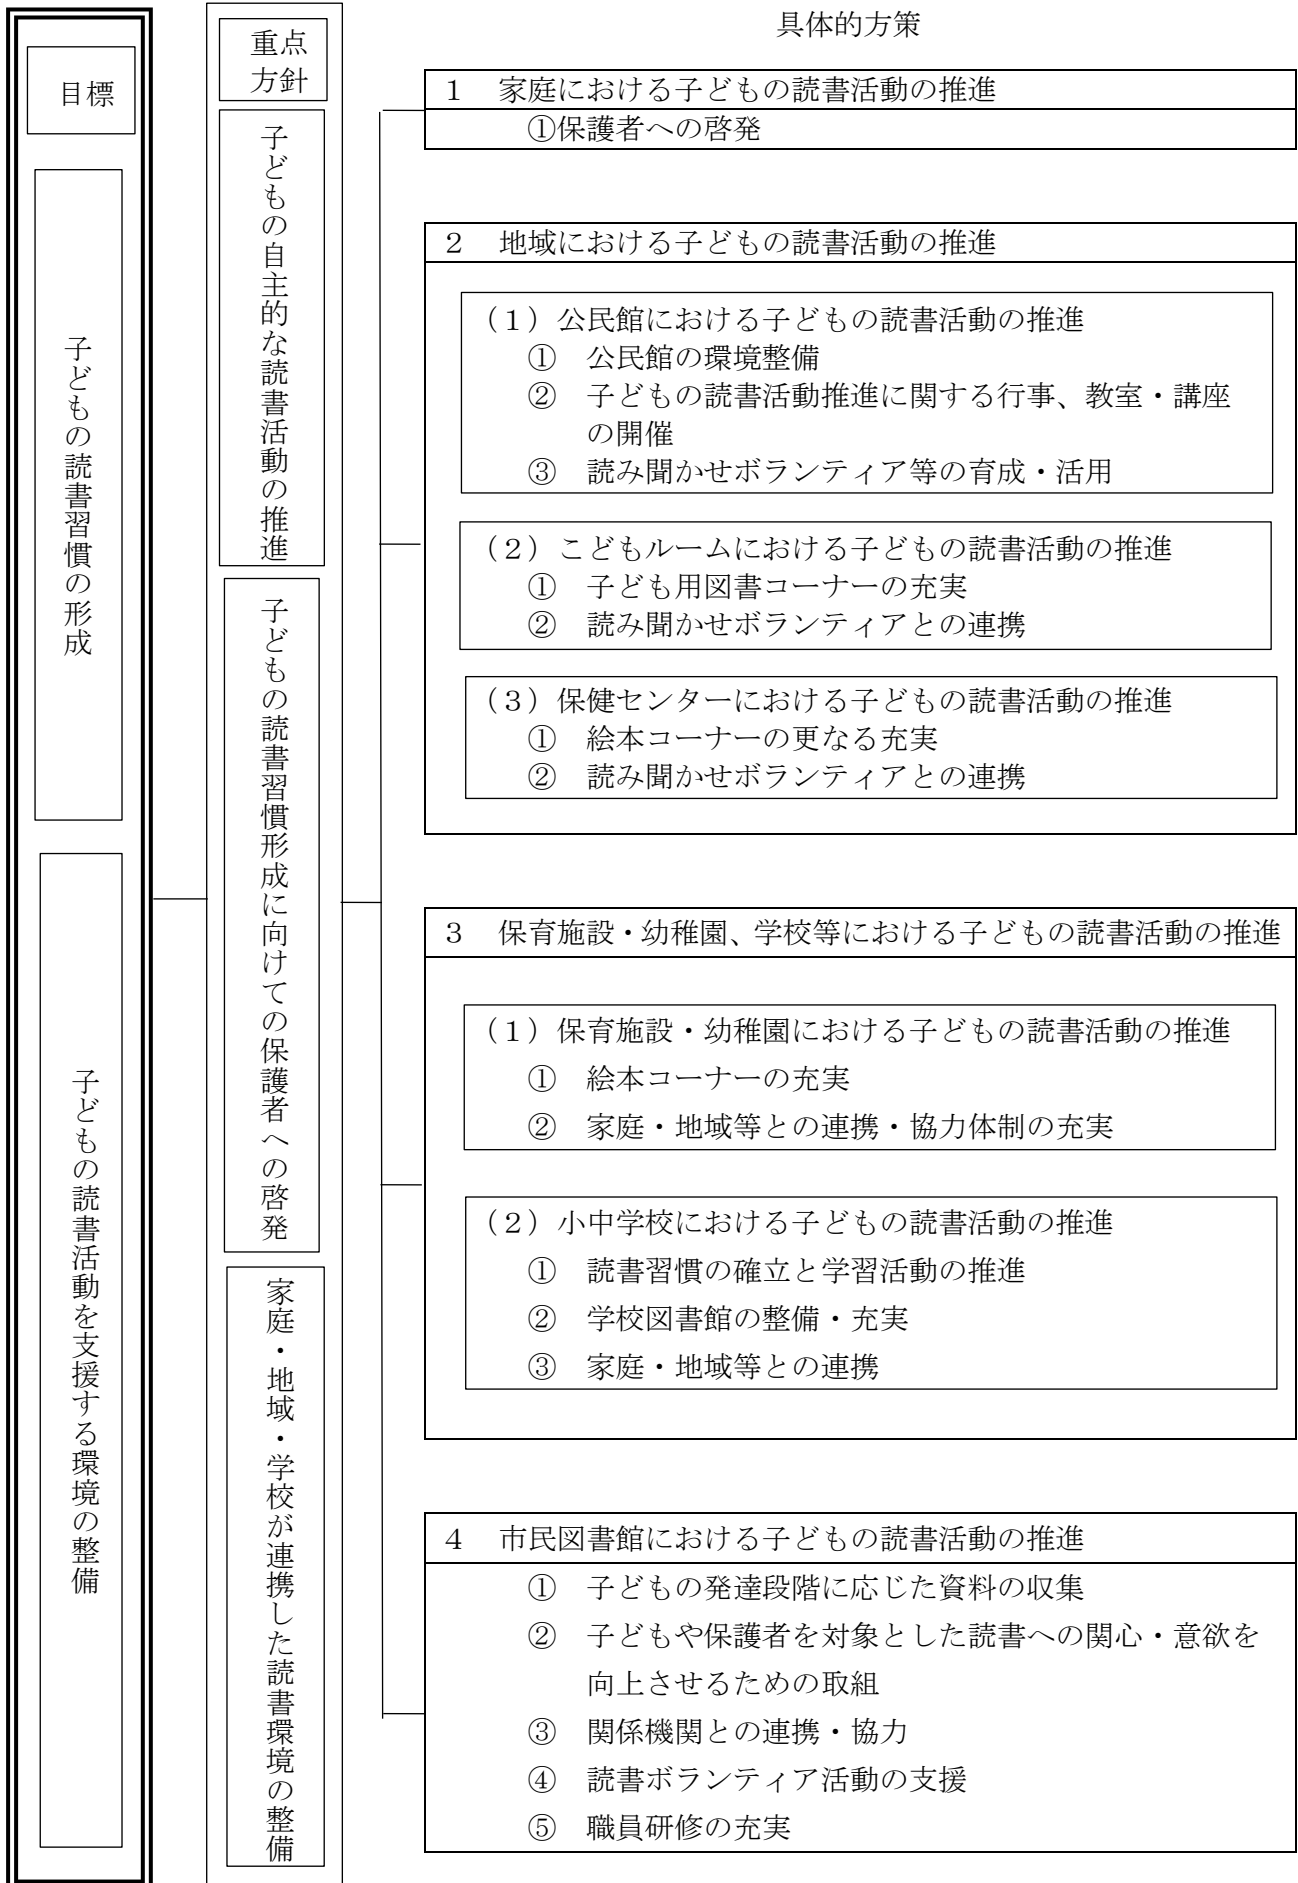 目標
子どもの読書習慣の形成
子どもの読書活動を支援する環境の整備
重点
方針
子どもの自主的な読書活動の推進
子どもの読書習慣形成に向けての保護者への啓発
家庭・地域・学校が連携した読書環境の整備
具体的方策
1 家庭における子どもの読書活動の推進
①保護者への啓発
2 地域における子どもの読書活動の推進
（1）公民館における子どもの読書活動の推進
① 公民館の環境整備
② 子どもの読書活動推進に関する行事、教室・講座
の開催
③ 読み聞かせボランティア等の育成・活用
（2）こどもルームにおける子どもの読書活動の推進
① 子ども用図書コーナーの充実
② 読み聞かせボランティアとの連携
（3）保健センターにおける子どもの読書活動の推進
① 絵本コーナーの更なる充実
② 読み聞かせボランティアとの連携
3 保育施設・幼稚園、学校等における子どもの読書活動の推進
（1）保育施設・幼稚園における子どもの読書活動の推進
① 絵本コーナーの充実
② 家庭・地域等との連携・協力体制の充実
（2）小中学校における子どもの読書活動の推進
① 読書習慣の確立と学習活動の推進
② 学校図書館の整備・充実
③ 家庭・地域等との連携
4 市民図書館における子どもの読書活動の推進
① 子どもの発達段階に応じた資料の収集
② 子どもや保護者を対象とした読書への関心・意欲を
向上させるための取組
③ 関係機関との連携・協力
④ 読書ボランティア活動の支援
⑤ 職員研修の充実